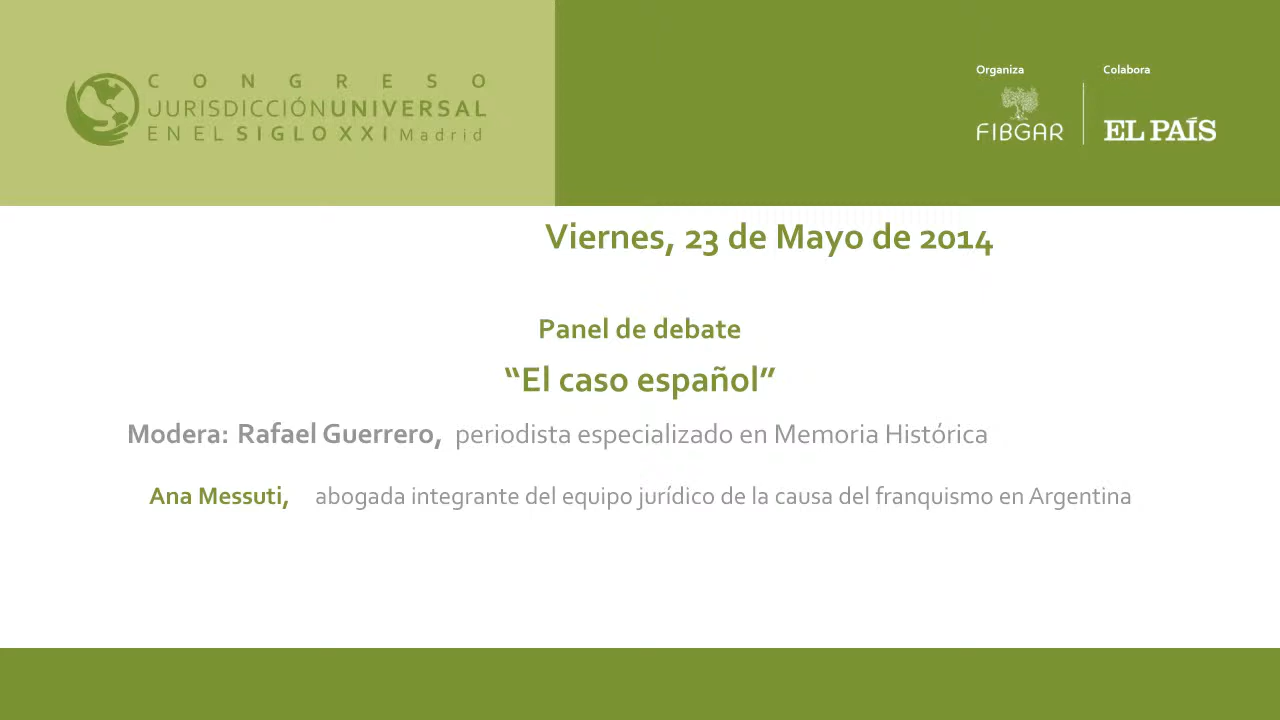 CONGRESO
JURISDICCIÓN UNIVERSAL
EN EL SIGLO XXI Madrid
Organiza
FIBGAR
Colabora
EL PAÍS
Viernes, 23 de Mayo de 2014
Panel de debate
“El caso español”
Modera: Rafael Guerrero, periodista especializado en Memoria Histórica
Ana Messuti, abogada integrante del equipo jurídico de la causa del franquismo en Argentina